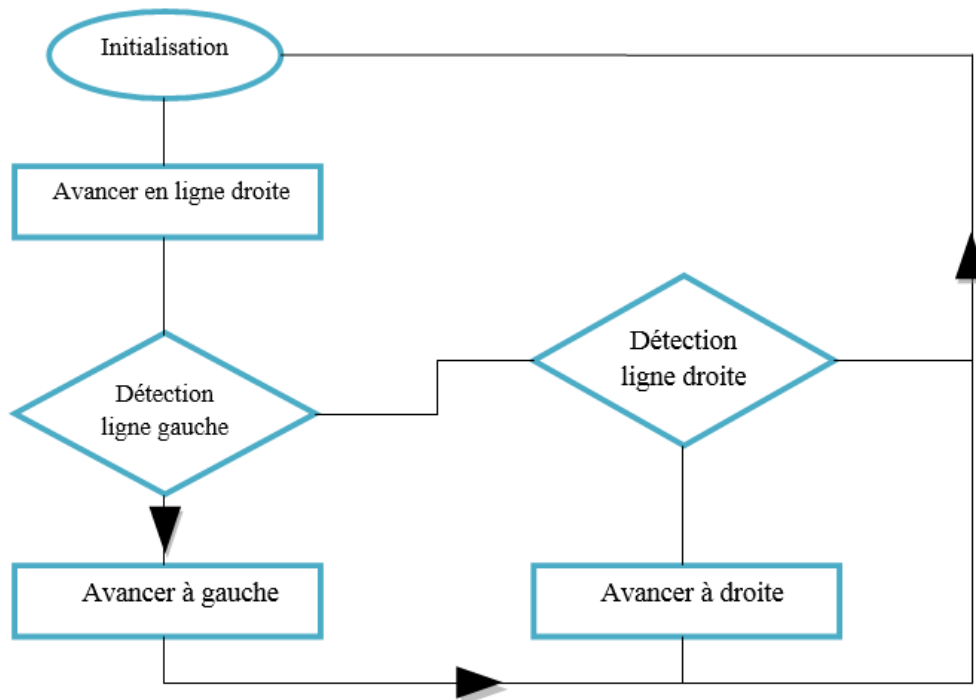 Initialisation
Avancer en ligne droite
Détection
ligne gauche
Détection
ligne droite
Avancer à gauche
Avancer à droite